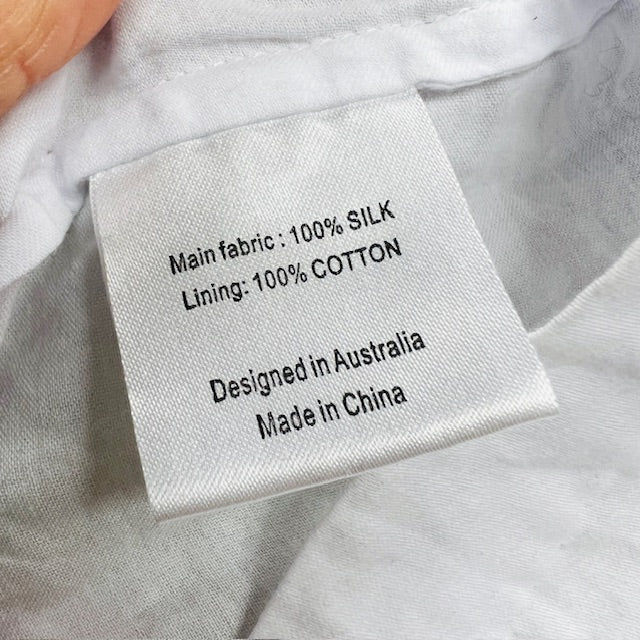 Main fabric : 100% SILK
Lining: 100% COTTON
Designed in Australia
Made in China